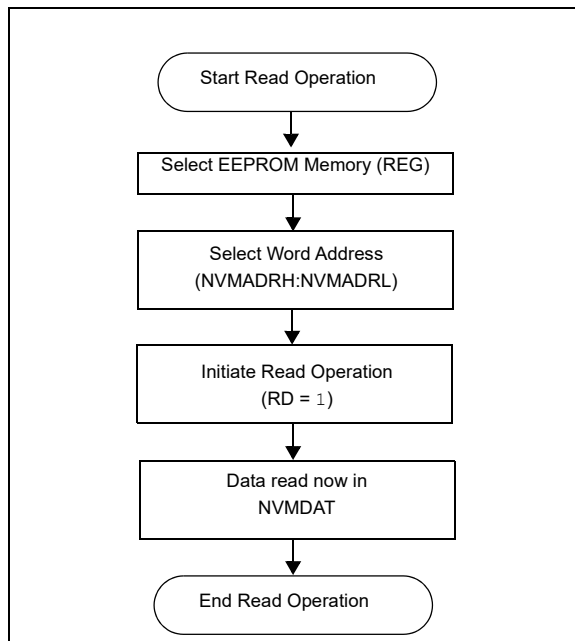 Start Read Operation
Select EEPROM Memory (REG)
Select Word Address
(NVMADRH:NVMADRL)
Initiate Read Operation
(RD = 1)
Data read now in
NVMDAT
End Read Operation